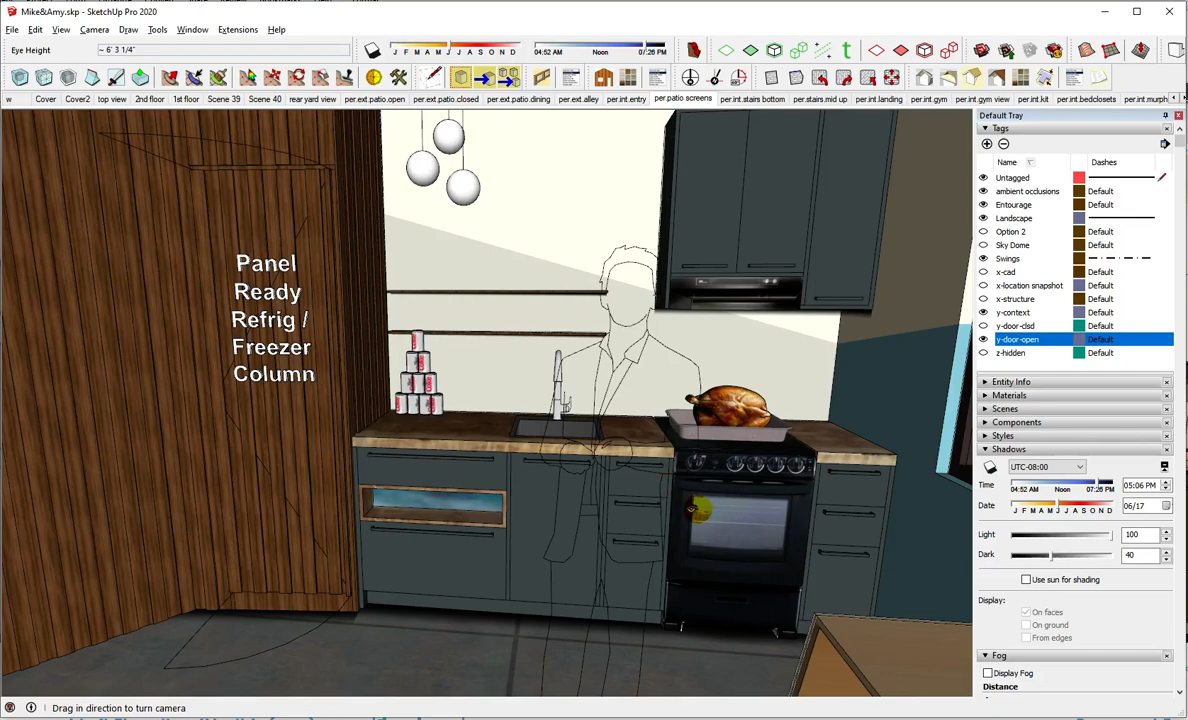 Mike&Amy.skp - SketchUp Pro 2020
File Edit View Camera Draw Tools Window Extensions Help
Eye Height ~ 6' 3 1/4"
J F M A M J J A S O N D 04:52 AM Noon 07:26 PM
w Cover Cover2 top view 2nd floor 1st floor Scene 39 Scene 40 rear yard view per.ext.patio.open per.ext.patio.closed per.ext.patio.dining per.ext.alley per.int.entry per.patio screens per.int.stairs bottom per.stairs.mid up per.int.landing per.int.gym per.int.gym view per.int.kit per.int.bedclosets per.int.murph
Default Tray
Tags
Name Dashes
Untagged
ambient occlusions Default
Entourage Default
Landscape
Option 2 Default
Sky Dome Default
Swings
x-cad Default
x-location snapshot Default
x-structure Default
y-context Default
y-door-clsd Default
y-door-open Default
z-hidden Default
Entity Info
Materials
Scenes
Components
Styles
Shadows
UTC-08:00
Time 04:52 AM Noon 07:26 PM 05:06 PM
Date J F M A M J J A S O N D 06/17
Light 100
Dark 40
Use sun for shading
Display: On faces
On ground
From edges
Fog
Display Fog
Distance
Panel
Ready
Refrig /
Freezer
Column
Drag in direction to turn camera